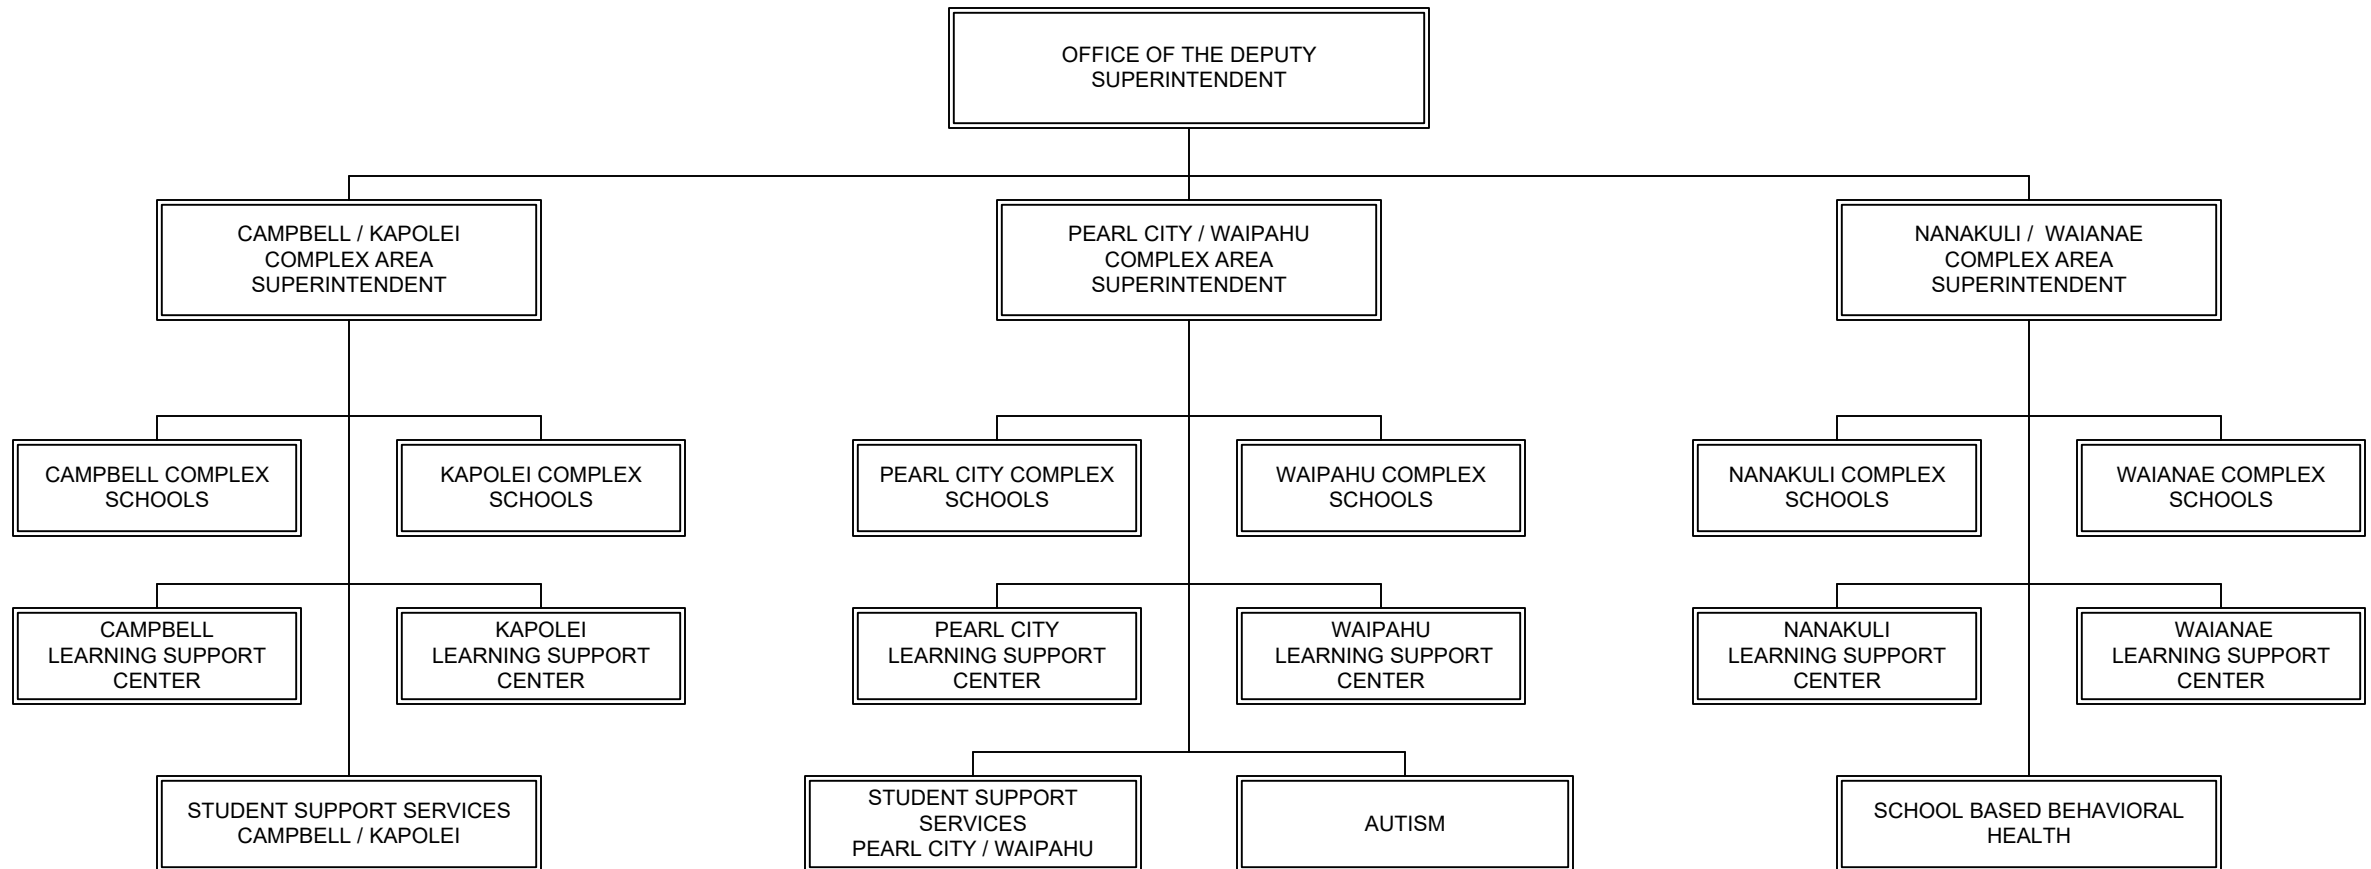 OFFICE OF THE DEPUTY
SUPERINTENDENT
CAMPBELL / KAPOLEI
COMPLEX AREA
SUPERINTENDENT
PEARL CITY / WAIPAHU
COMPLEX AREA
SUPERINTENDENT
NANAKULI / WAIANAE
COMPLEX AREA
SUPERINTENDENT
CAMPBELL COMPLEX
SCHOOLS
KAPOLEI COMPLEX
SCHOOLS
PEARL CITY COMPLEX
SCHOOLS
WAIPAHU COMPLEX
SCHOOLS
NANAKULI COMPLEX
SCHOOLS
WAIANAE COMPLEX
SCHOOLS
CAMPBELL
LEARNING SUPPORT
CENTER
KAPOLEI
LEARNING SUPPORT
CENTER
PEARL CITY
LEARNING SUPPORT
CENTER
WAIPAHU
LEARNING SUPPORT
CENTER
NANAKULI
LEARNING SUPPORT
CENTER
WAIANAE
LEARNING SUPPORT
CENTER
STUDENT SUPPORT SERVICES
CAMPBELL / KAPOLEI
STUDENT SUPPORT
SERVICES
PEARL CITY / WAIPAHU
AUTISM
SCHOOL BASED BEHAVIORAL
HEALTH